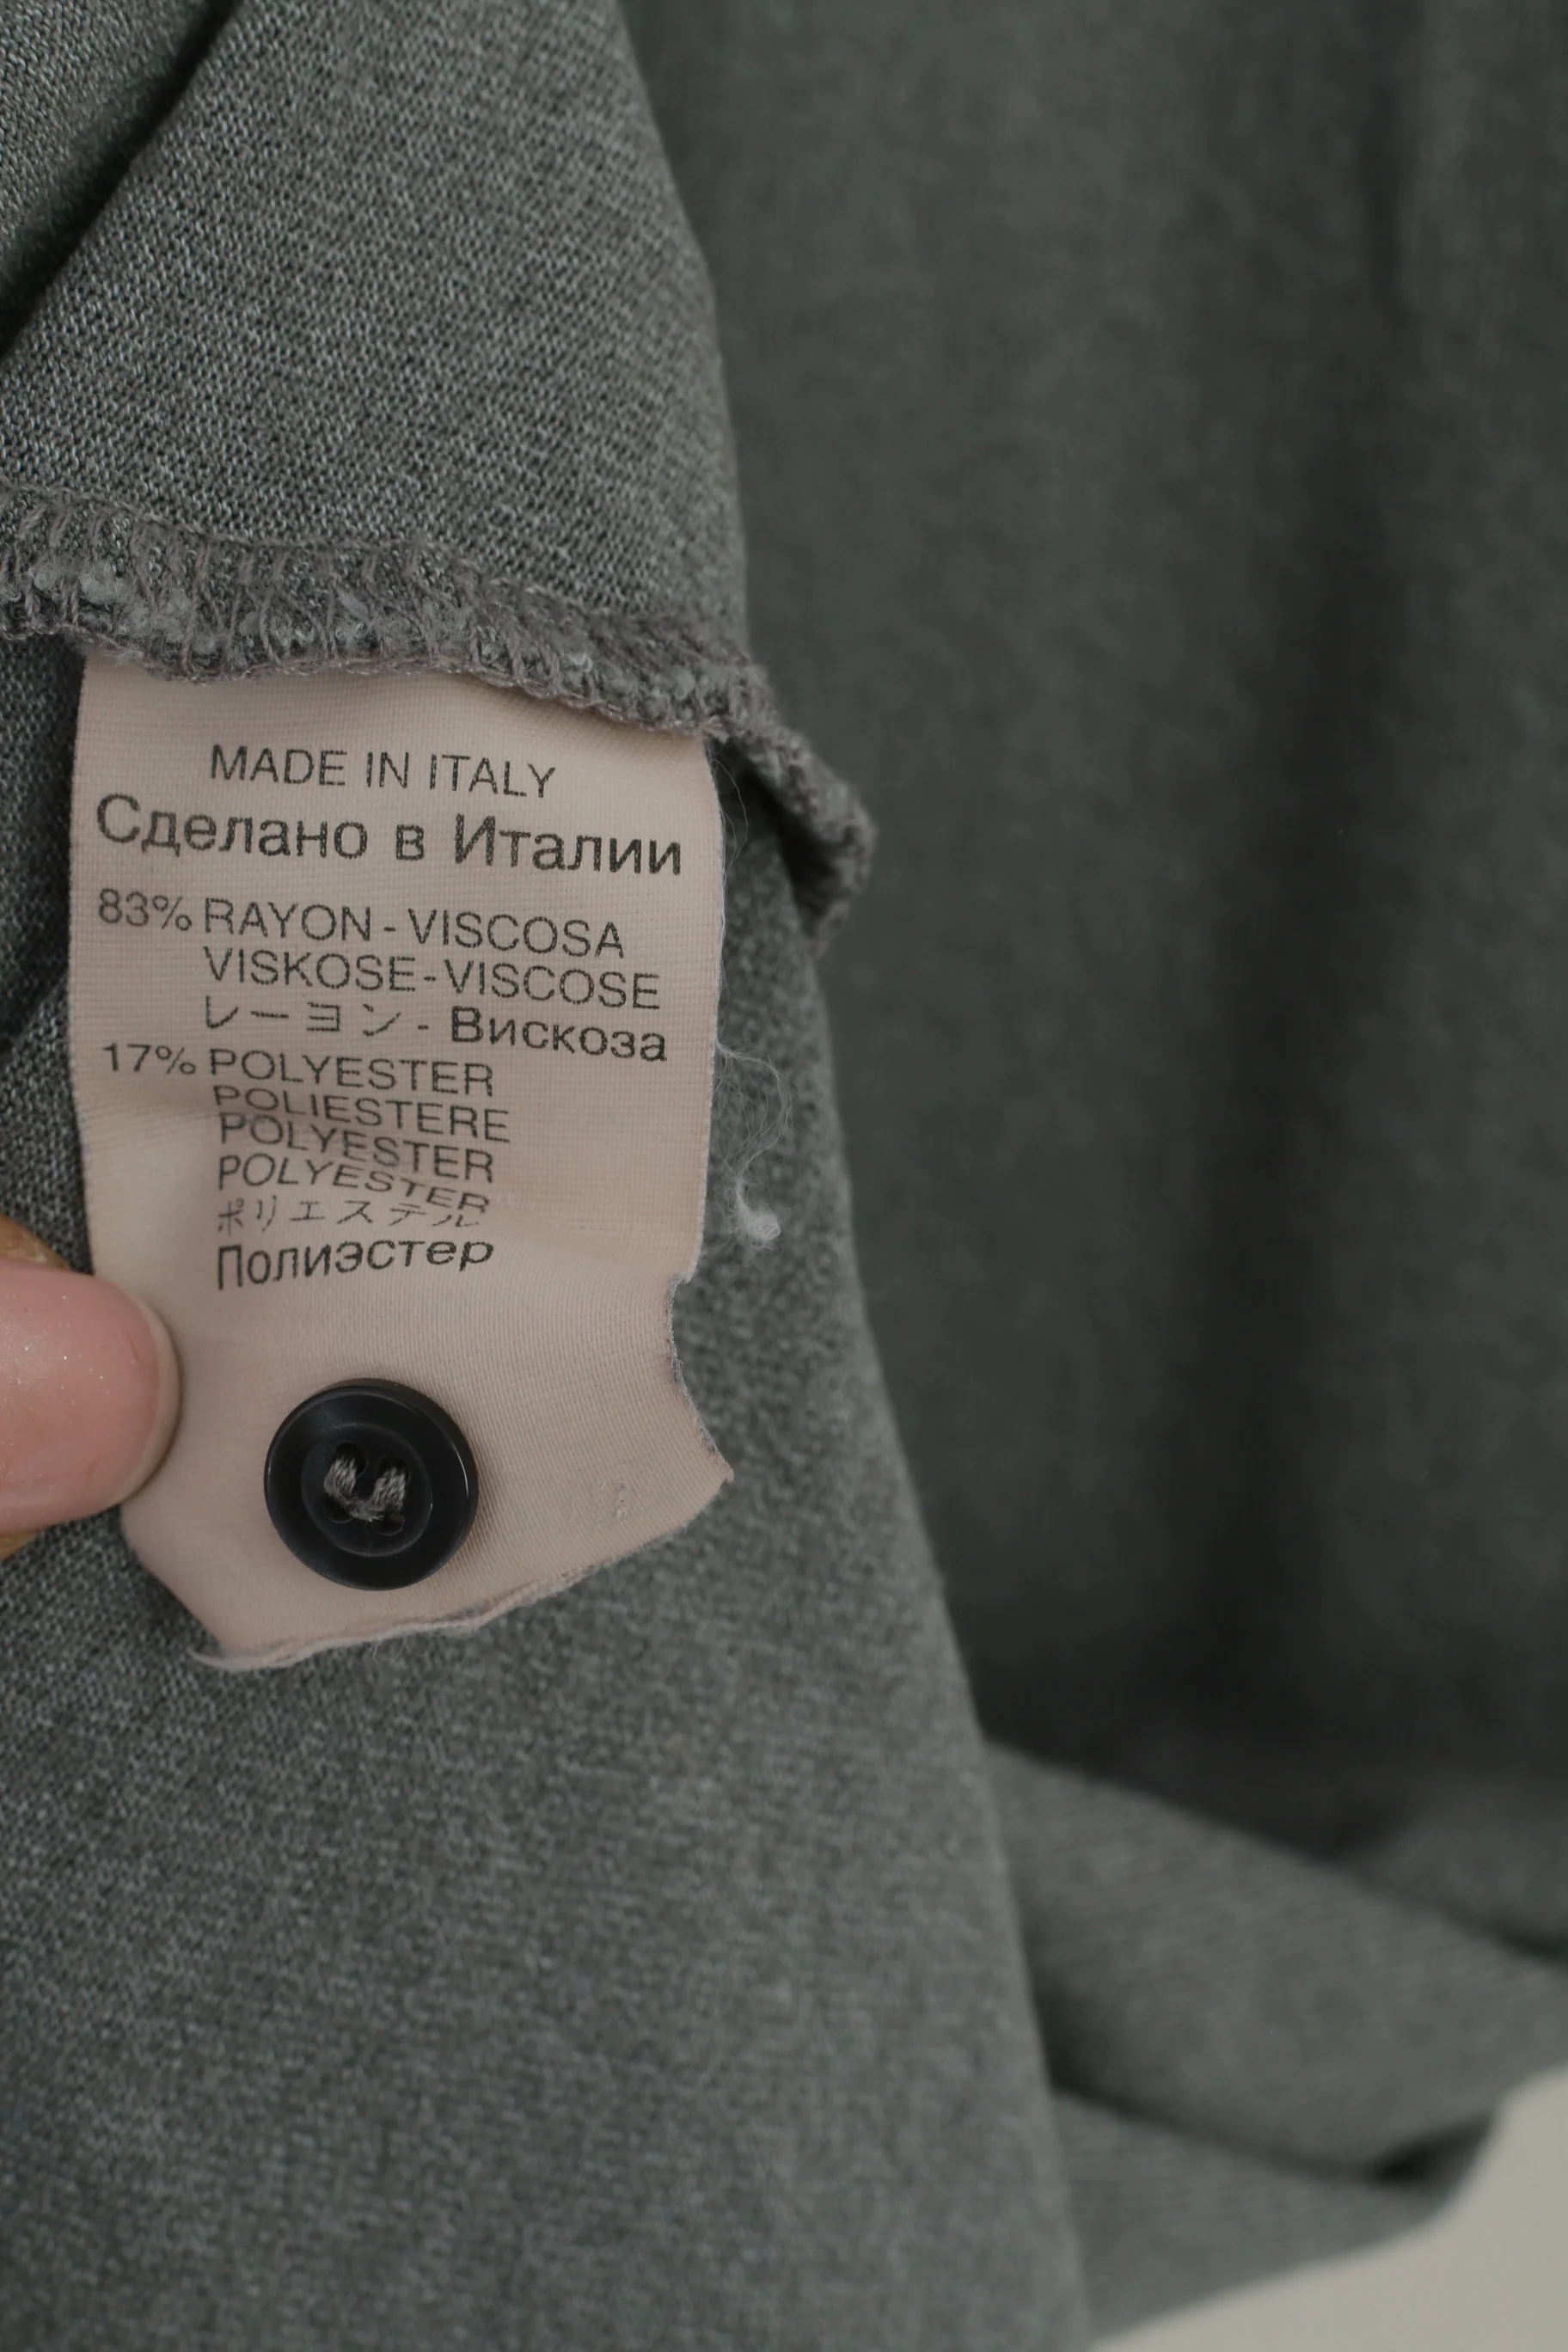 MADE IN ITALY
Сделано в Италии
83% RAYON - VISCOSA
VISKOSE - VISCOSE
レーヨン - Вискоза
17% POLYESTER
POLIESTERE
POLYESTER
POLYESTER
ポリエステル
Полиэстер